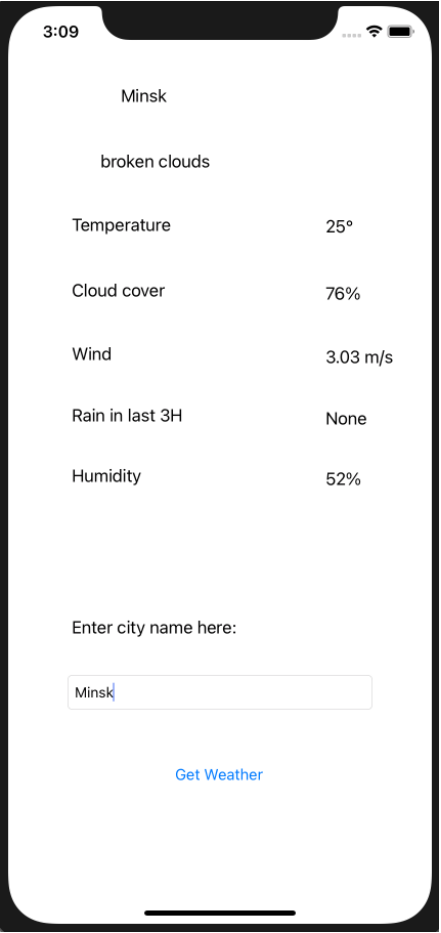 3:09
Minsk
broken clouds
Temperature 25°
Cloud cover 76%
Wind 3.03 m/s
Rain in last 3H None
Humidity 52%
Enter city name here:
Minsk
Get Weather